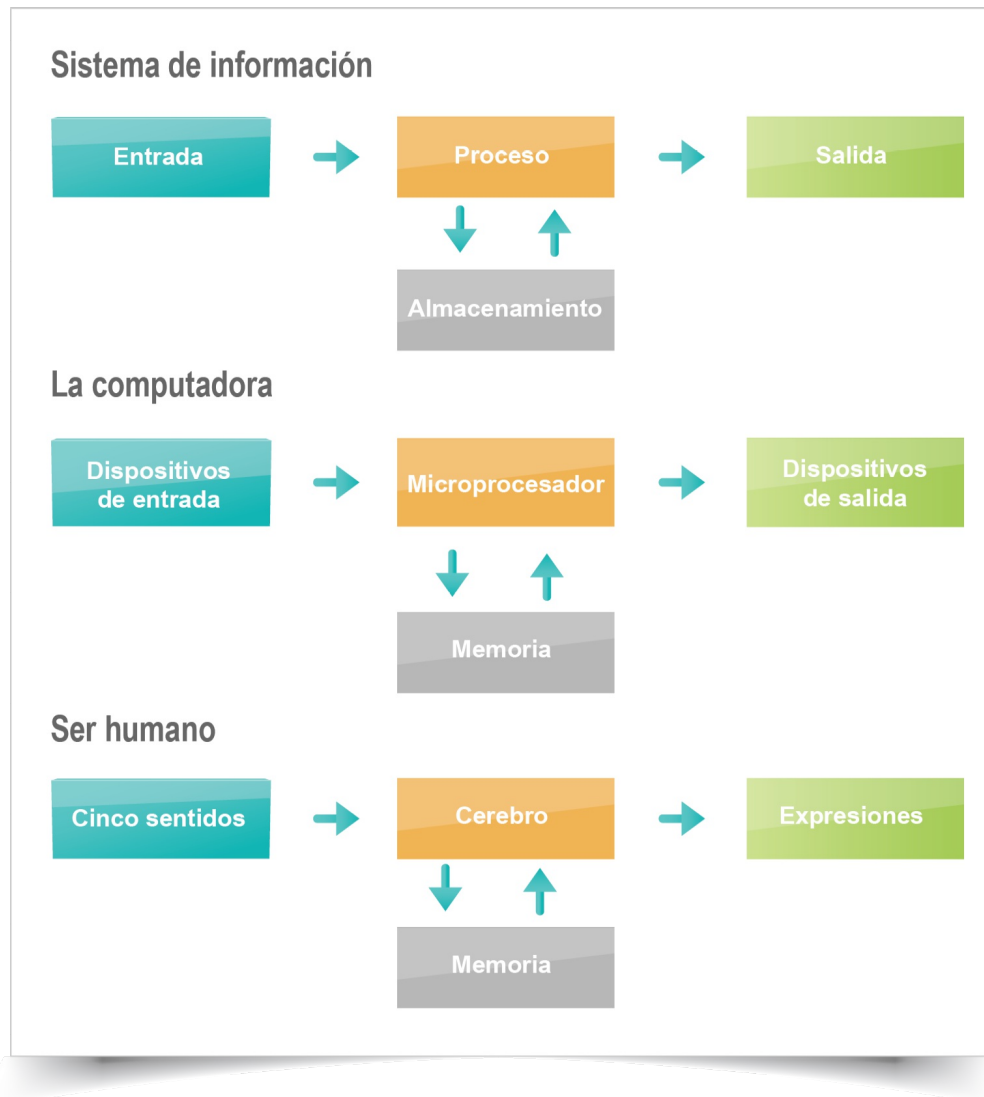 Sistema de información
Entrada
Proceso
Salida
Almacenamiento
La computadora
Dispositivos
de entrada
Microprocesador
Dispositivos
de salida
Memoria
Ser humano
Cinco sentidos
Cerebro
Expresiones
Memoria